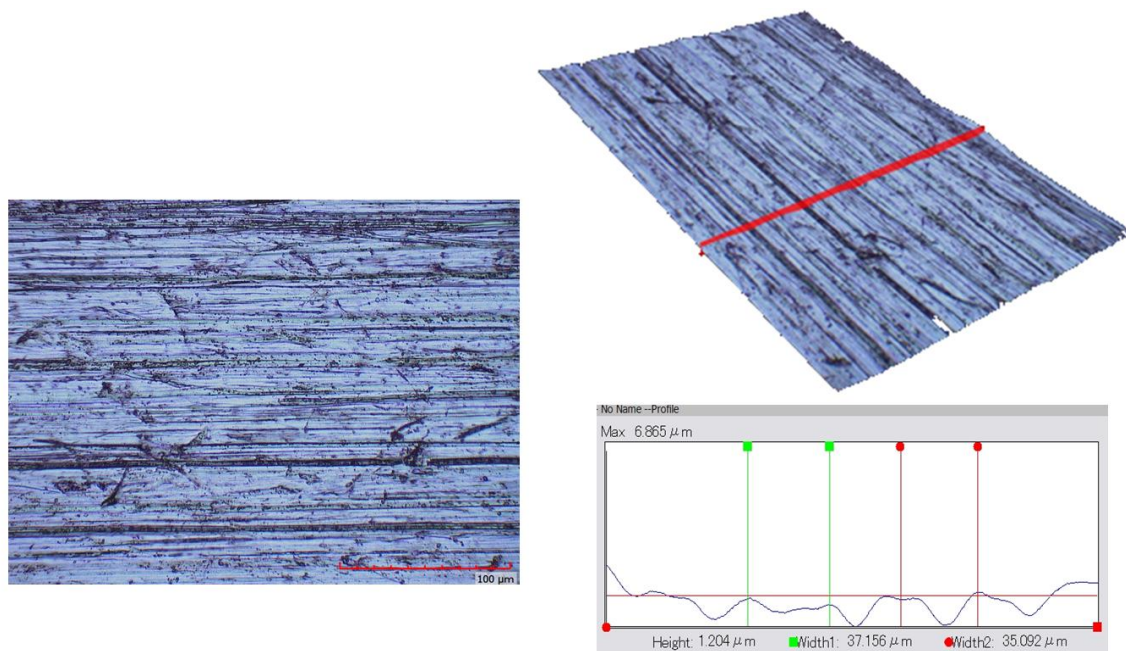 100 µm
- No Name --Profile
Max 6.865 µm
Height: 1.204 µm Width1: 37.156 µm Width2: 35.092 µm